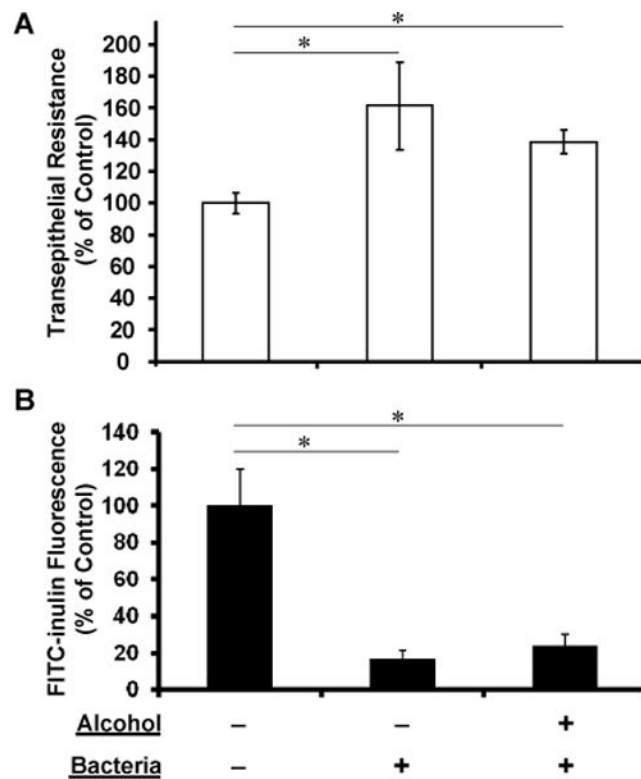 A
Transepithelial Resistance
(% of Control)
200
180
160
140
120
100
80
60
40
20
0
*
*
B
FITC-inulin Fluorescence
(% of Control)
140
120
100
80
60
40
20
0
*
*
Alcohol – – +
Bacteria – + +